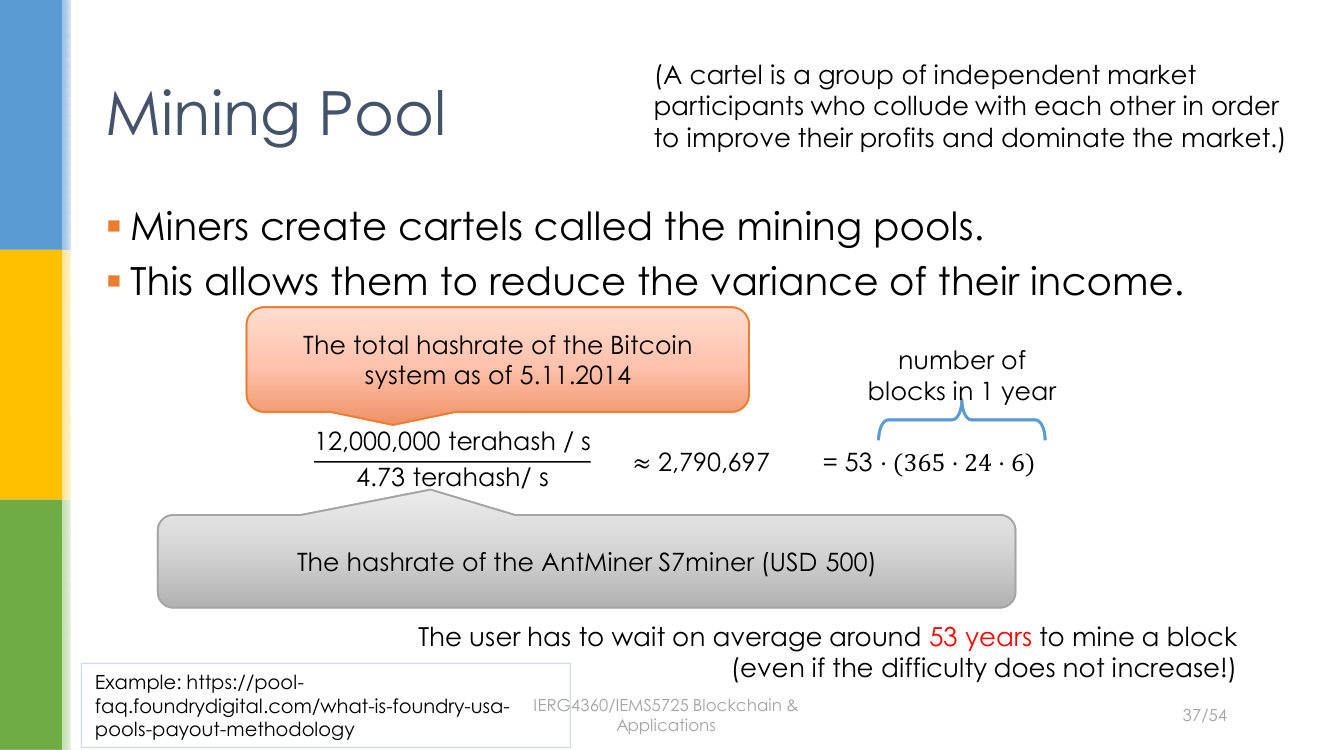 Mining Pool
(A cartel is a group of independent market
participants who collude with each other in order
to improve their profits and dominate the market.)
▪ Miners create cartels called the mining pools.
▪ This allows them to reduce the variance of their income.
The total hashrate of the Bitcoin
system as of 5.11.2014
number of
blocks in 1 year
12,000,000 terahash / s
4.73 terahash/ s
≈ 2,790,697
= 53 · (365 · 24 · 6)
The hashrate of the AntMiner S7miner (USD 500)
The user has to wait on average around 53 years to mine a block
(even if the difficulty does not increase!)
Example: https://pool-
faq.foundrydigital.com/what-is-foundry-usa-
pools-payout-methodology
IERG4360/IEMS5725 Blockchain &
Applications
37/54